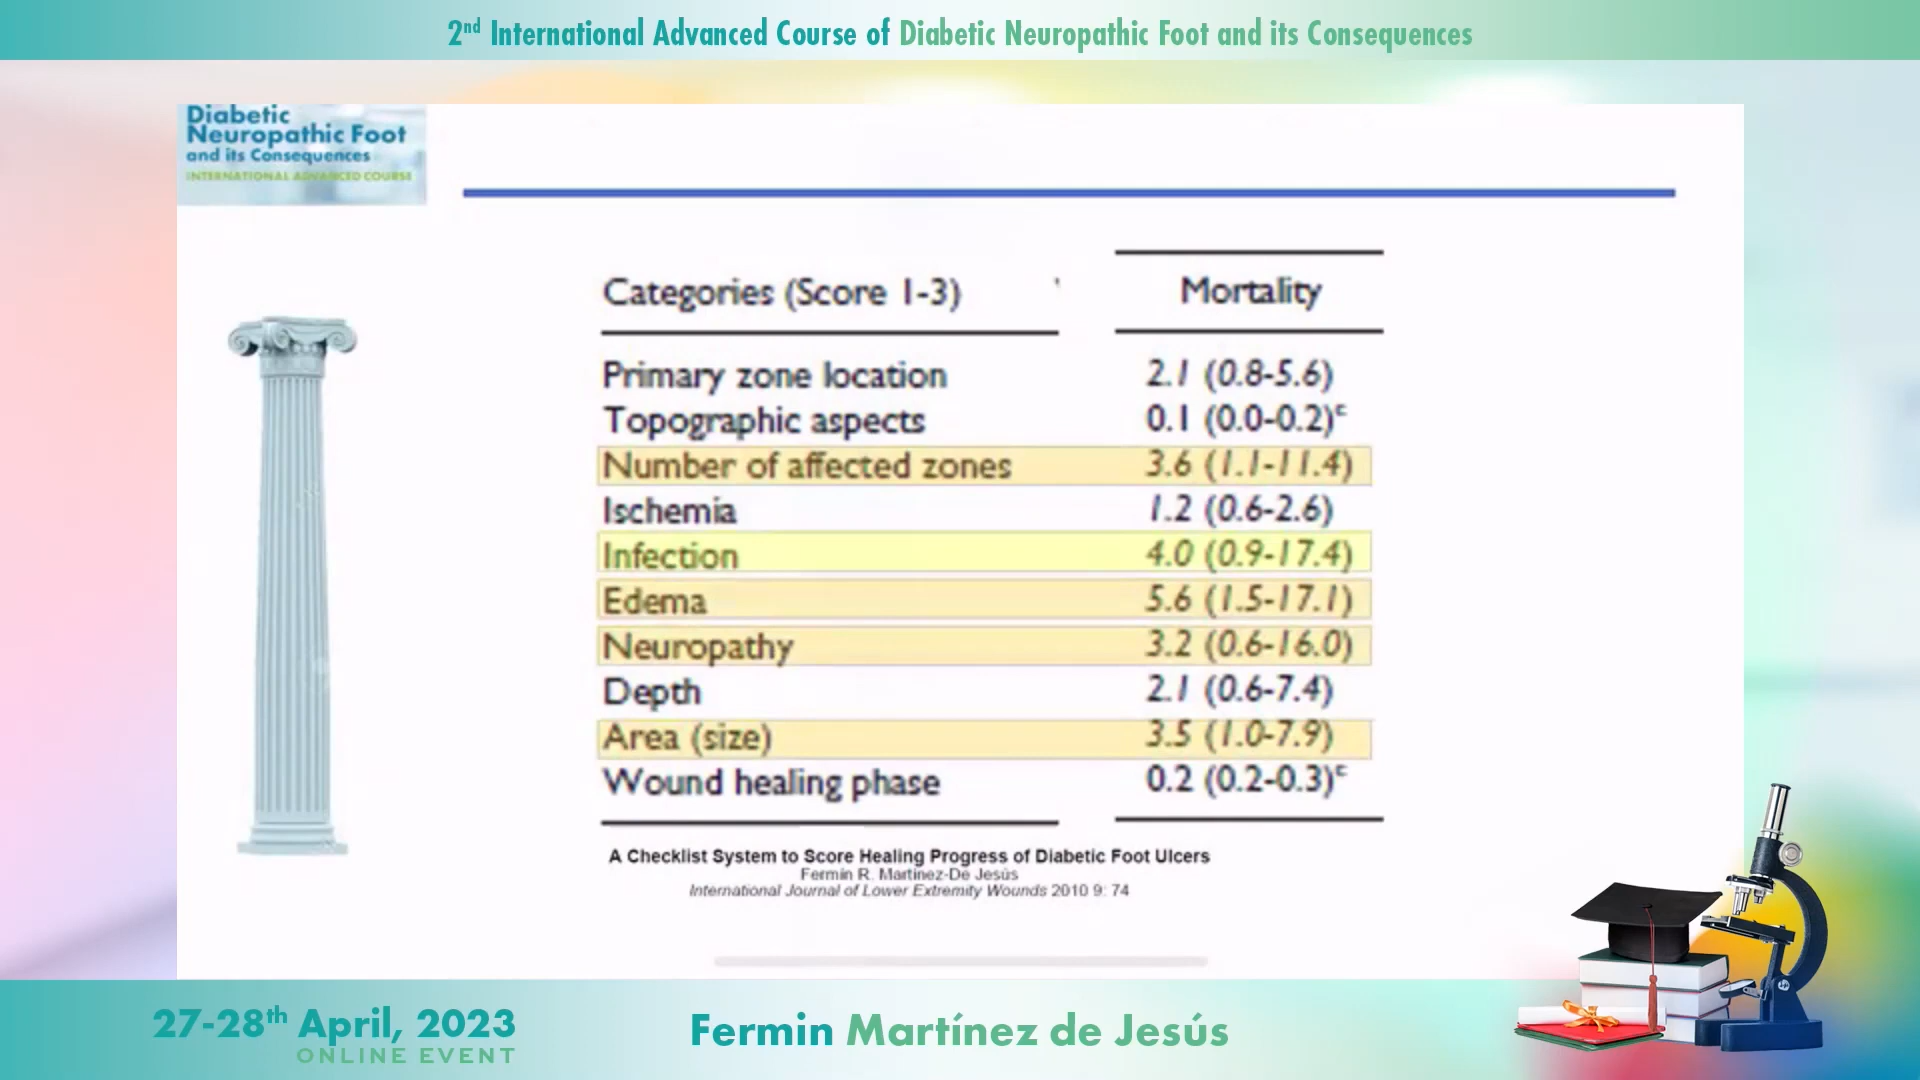 2nd International Advanced Course of Diabetic Neuropathic Foot and its Consequences
Diabetic
Neuropathic Foot
and its Consequences
INTERNATIONAL ADVANCED COURSE
Categories (Score 1-3) Mortality
Primary zone location 2.1 (0.8-5.6)
Topographic aspects 0.1 (0.0-0.2)c
Number of affected zones 3.6 (1.1-11.4)
Ischemia 1.2 (0.6-2.6)
Infection 4.0 (0.9-17.4)
Edema 5.6 (1.5-17.1)
Neuropathy 3.2 (0.6-16.0)
Depth 2.1 (0.6-7.4)
Area (size) 3.5 (1.0-7.9)
Wound healing phase 0.2 (0.2-0.3)c
A Checklist System to Score Healing Progress of Diabetic Foot Ulcers
Fermin R. Martinez-De Jesús
International Journal of Lower Extremity Wounds 2010 9: 74
27-28th April, 2023
ONLINE EVENT
Fermin Martínez de Jesús